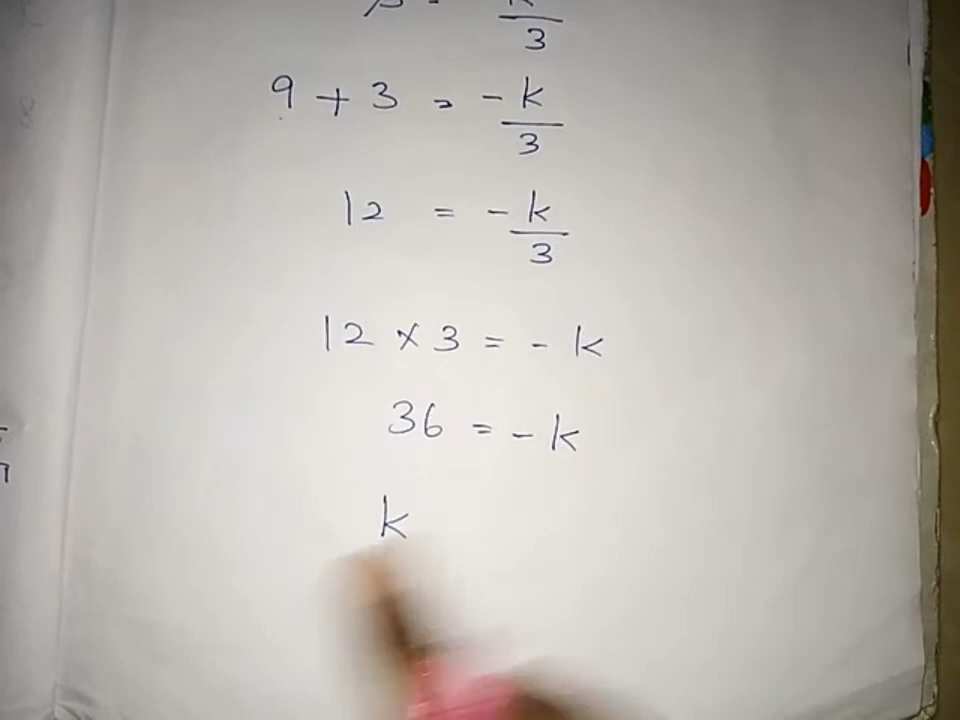 9 + 3 = -k/3
12 = -k/3
12 × 3 = - k
36 = - k
k